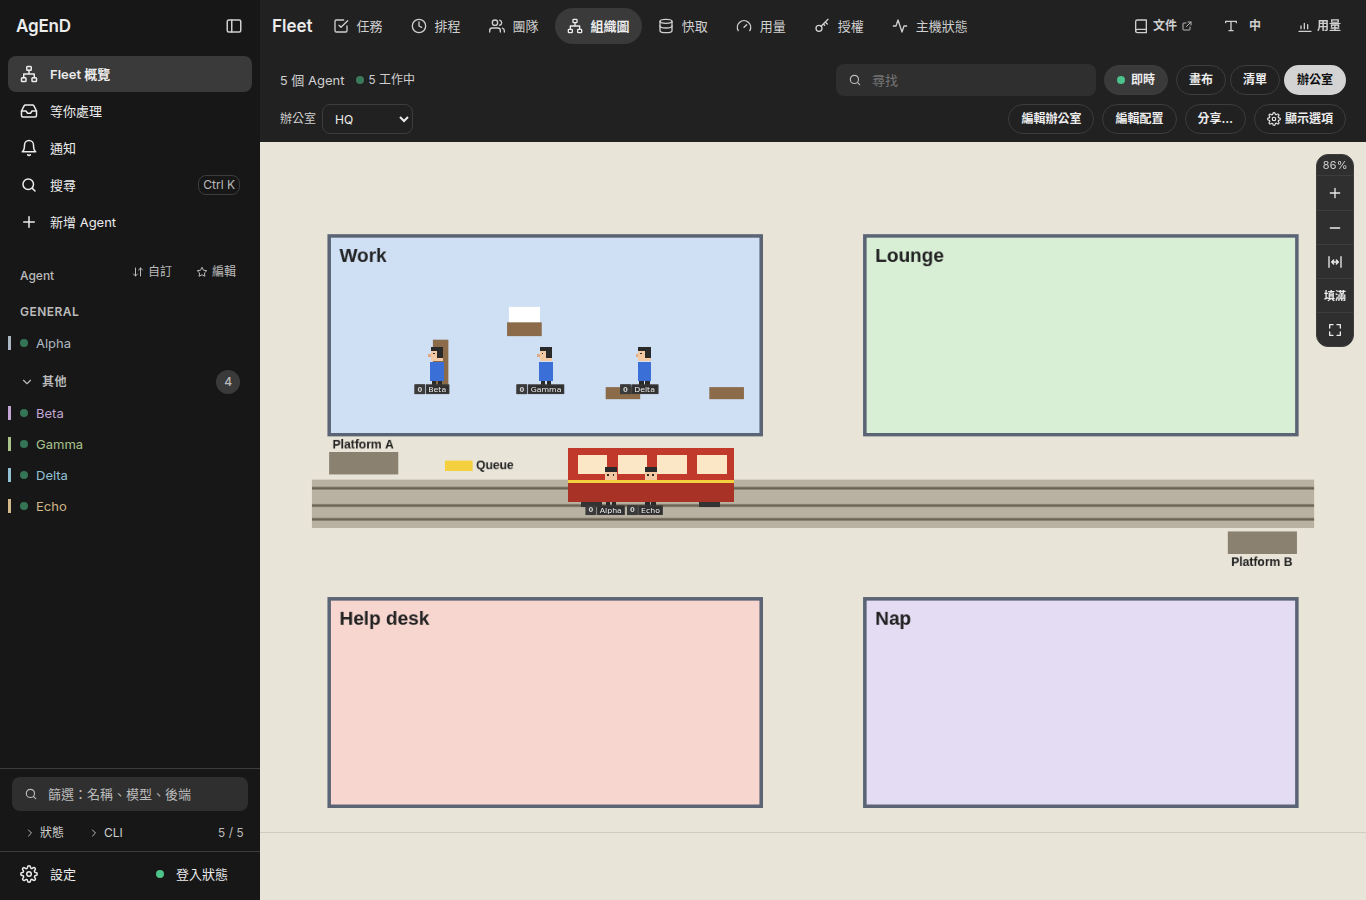 AgEnD
Fleet 概覽
等你處理
通知
搜尋 Ctrl K
新增 Agent
Agent 自訂 編輯
GENERAL
Alpha
其他 4
Beta
Gamma
Delta
Echo
篩選：名稱、模型、後端
狀態 CLI 5 / 5
設定 登入狀態
Fleet 任務 排程 團隊 組織圖 快取 用量 授權 主機狀態 文件 中 用量
5 個 Agent 5 工作中 尋找 即時 畫布 清單 辦公室
辦公室 HQ 編輯辦公室 編輯配置 分享... 顯示選項
86%
填滿
Work Lounge
0 Beta 0 Gamma 0 Delta
Platform A
Queue
0 Alpha 0 Echo
Platform B
Help desk Nap